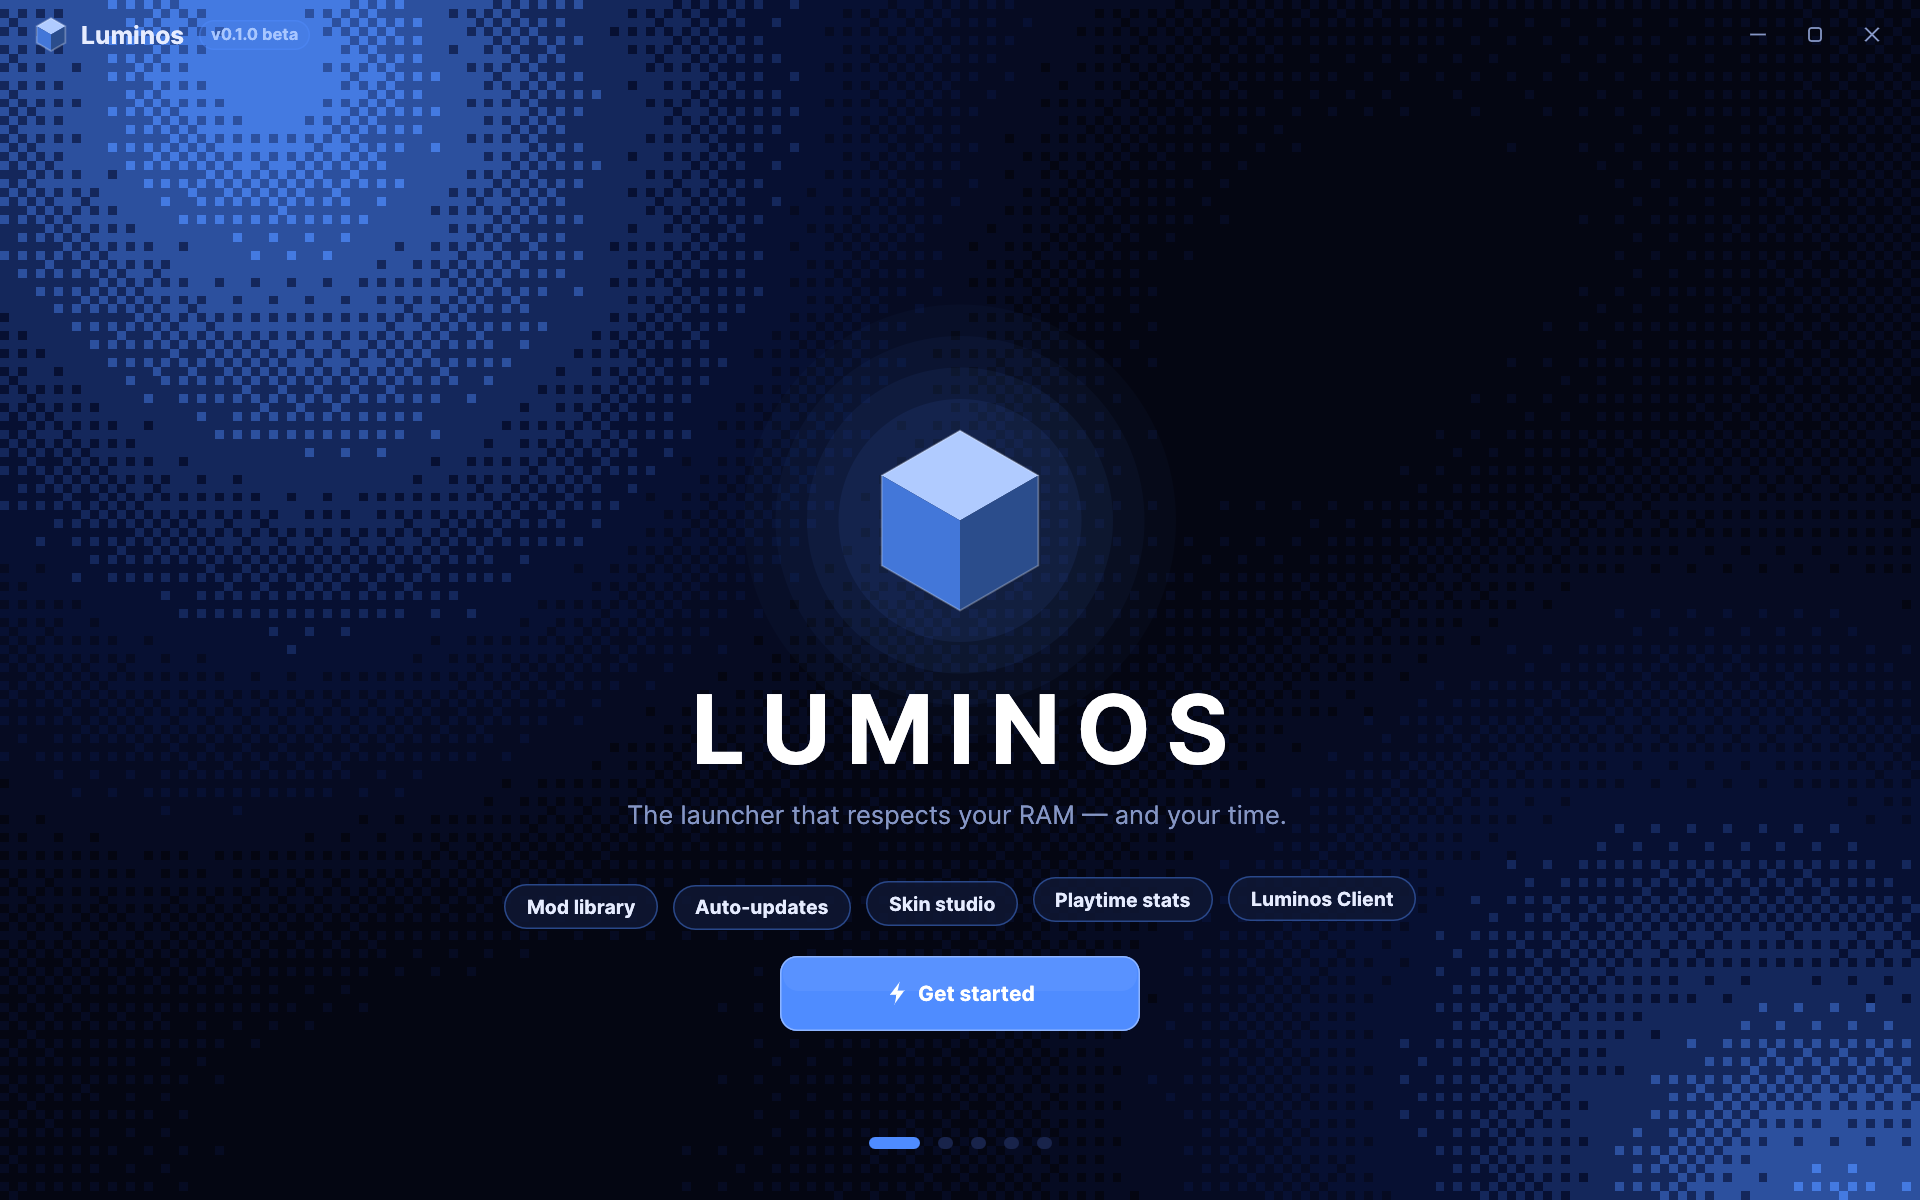 Luminos v0.1.0 beta
LUMINOS
The launcher that respects your RAM — and your time.
Mod library Auto-updates Skin studio Playtime stats Luminos Client
Get started